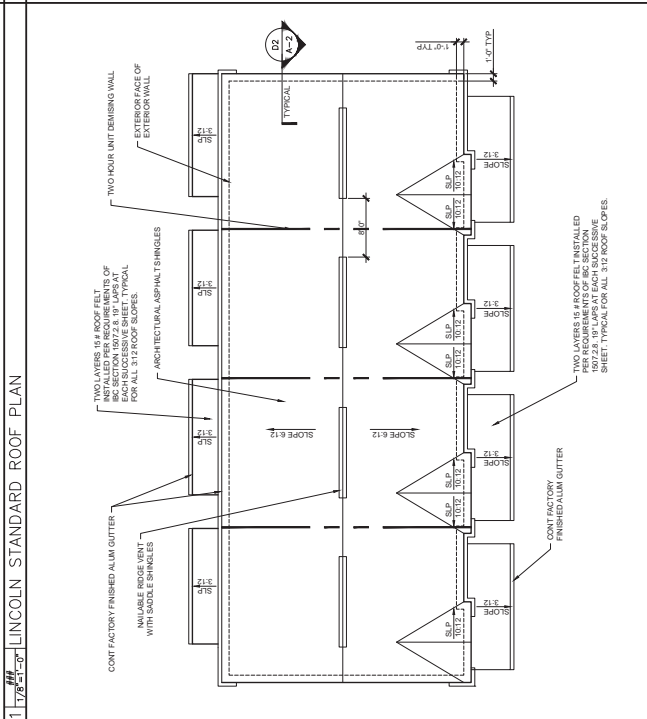 1
###
1/8"=1'-0"
LINCOLN STANDARD ROOF PLAN
TWO LAYERS 15 # ROOF FELT
INSTALLED PER REQUIREMENTS OF
IBC SECTION 1507.2.8. 19" LAPS AT
EACH SUCCESSIVE SHEET. TYPICAL
FOR ALL 3:12 ROOF SLOPES.
TWO HOUR UNIT DEMISING WALL
EXTERIOR FACE OF
EXTERIOR WALL
D2
A-2
TYPICAL
CONT FACTORY FINISHED ALUM GUTTER
NAILABLE RIDGE VENT
WITH SADDLE SHINGLES
ARCHITECTURAL ASPHALT SHINGLES
SLP
3:12
SLP
3:12
SLP
3:12
SLP
3:12
SLOPE 6:12
SLOPE 6:12
8'0"
1'-0" TYP
1'-0" TYP
SLP
10:12
SLP
10:12
SLP
10:12
SLP
10:12
SLP
10:12
SLP
10:12
SLP
10:12
SLOPE
3:12
SLOPE
3:12
SLOPE
3:12
SLOPE
3:12
CONT FACTORY
FINISHED ALUM GUTTER
TWO LAYERS 15 # ROOF FELT INSTALLED
PER REQUIREMENTS OF IBC SECTION
1507.2.8. 19" LAPS AT EACH SUCCESSIVE
SHEET. TYPICAL FOR ALL 3:12 ROOF SLOPES.